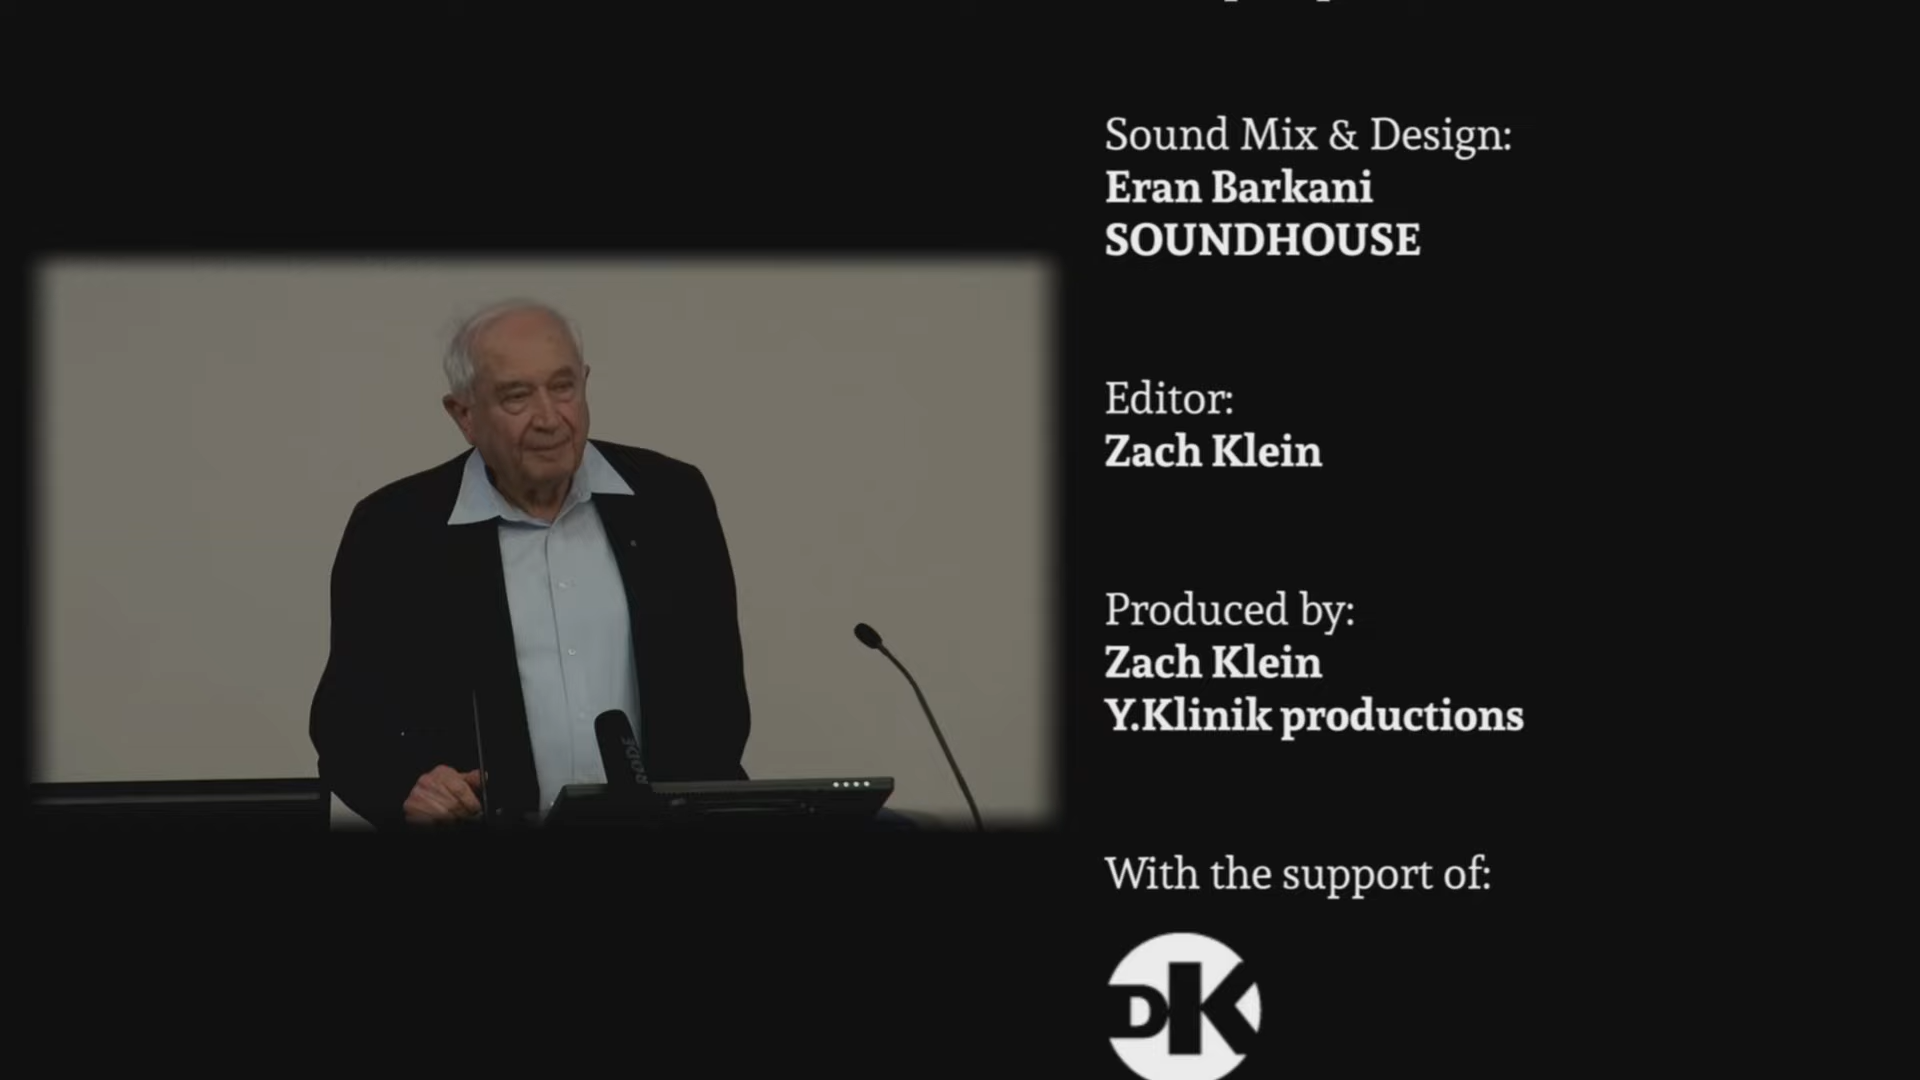 Sound Mix & Design:
Eran Barkani
SOUNDHOUSE
Editor:
Zach Klein
Produced by:
Zach Klein
Y.Klinik productions
With the support of:
DK
RODE